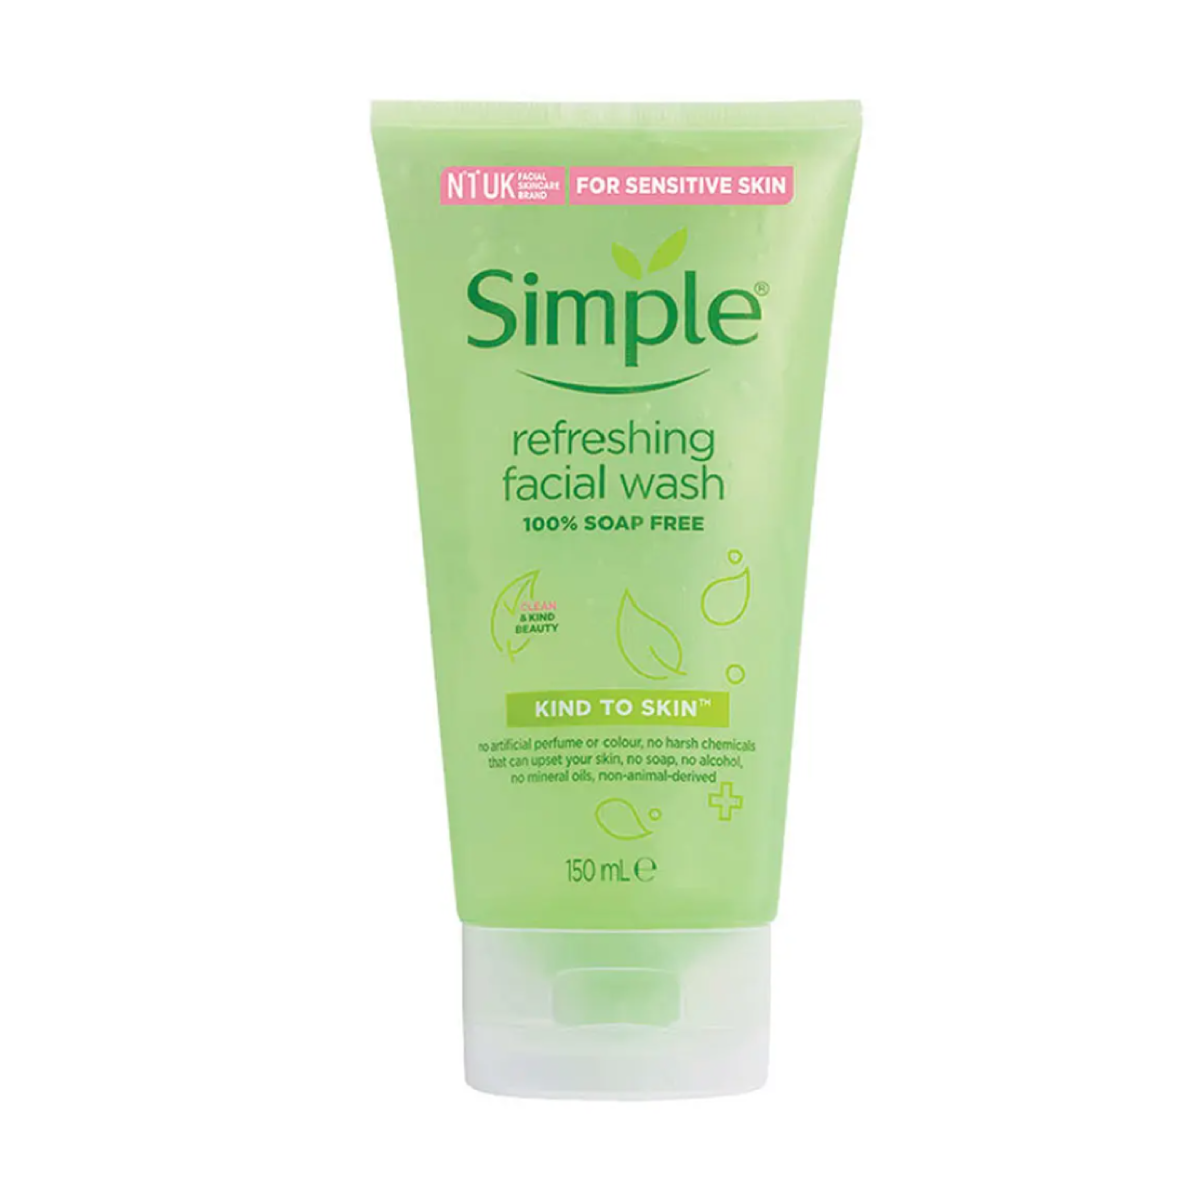 N°1 UK FACIAL SKINCARE BRAND FOR SENSITIVE SKIN
Simple®
refreshing
facial wash
100% SOAP FREE
CLEAN
& KIND
BEAUTY
KIND TO SKIN™
no artificial perfume or colour, no harsh chemicals
that can upset your skin, no soap, no alcohol,
no mineral oils, non-animal-derived
150 mL ℮